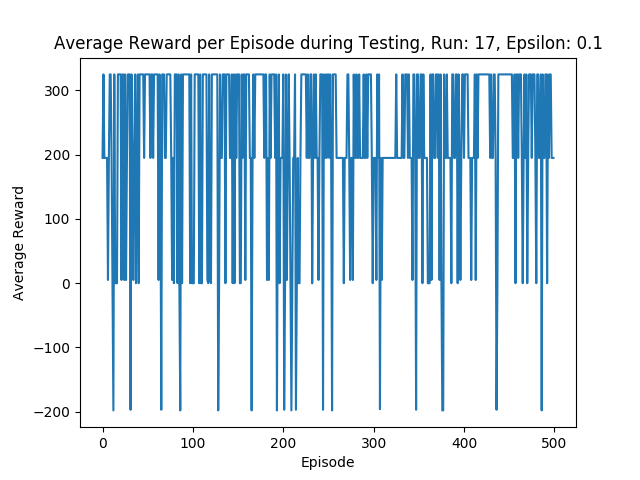 Average Reward per Episode during Testing, Run: 17, Epsilon: 0.1
Average Reward
300
200
100
0
−100
−200
0 100 200 300 400 500
Episode